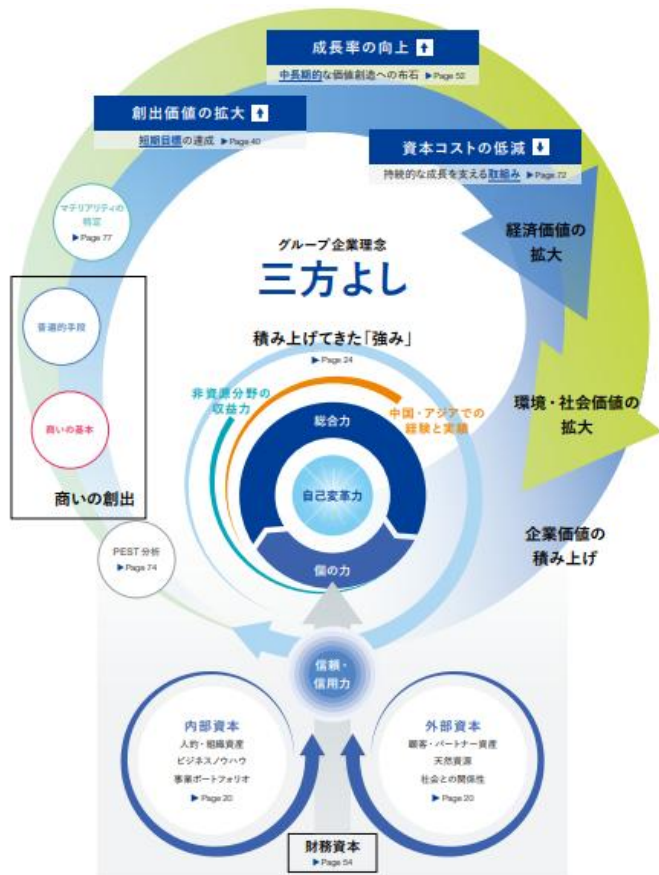 成長率の向上
中長期的な価値創造への布石 ▶Page 52
創出価値の拡大
短期目標の達成 ▶Page 40
資本コストの低減
持続的な成長を支える取組み ▶Page 72
マテリアリティの
特定
▶Page 77
経済価値の
拡大
グループ企業理念
三方よし
普遍的手段
積み上げてきた「強み」
▶Page 24
非資源分野の
収益力
中国・アジアでの
経験と実績
環境・社会価値の
拡大
総合力
商いの基本
自己変革力
商いの創出
企業価値の
積み上げ
PEST分析
▶Page 74
個の力
信頼・
信用力
内部資本
人的・組織資産
ビジネスノウハウ
事業ポートフォリオ
▶Page 20
外部資本
顧客・パートナー資産
天然資源
社会との関係性
▶Page 20
財務資本
▶Page 54